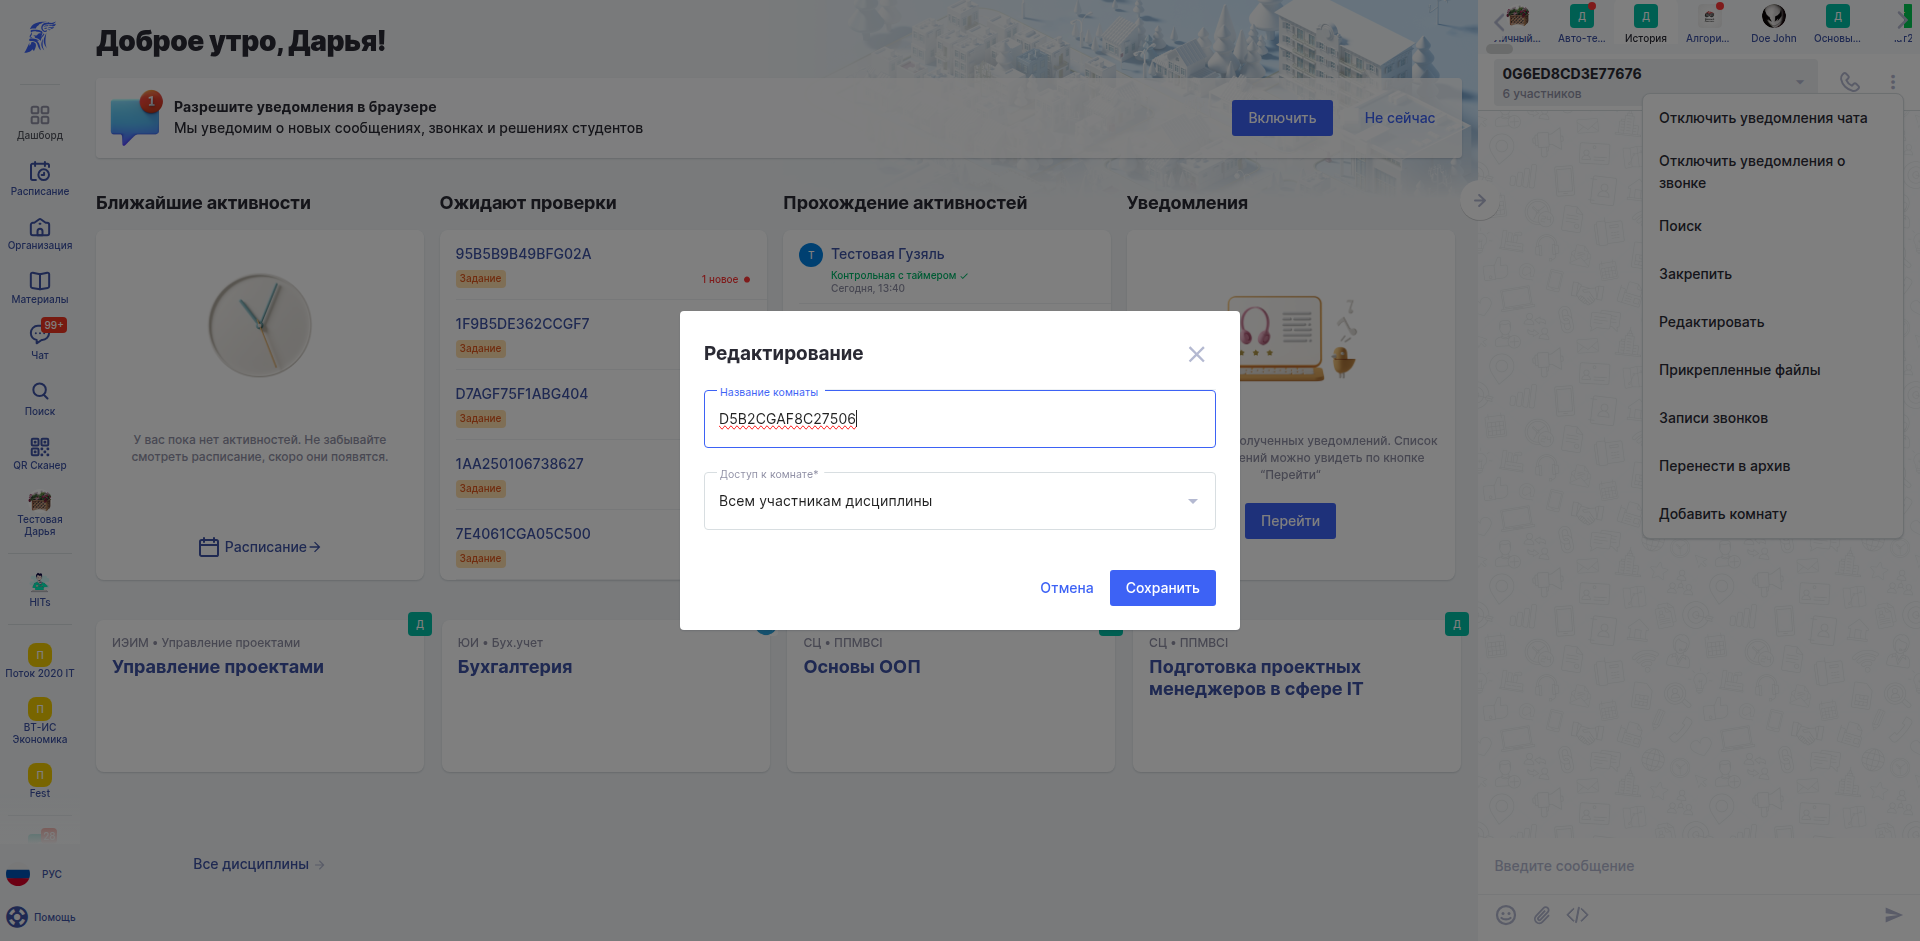 Доброе утро, Дарья!
1
Разрешите уведомления в браузере
Мы уведомим о новых сообщениях, звонках и решениях студентов
Включить
Не сейчас
Дашборд
Расписание
Организация
Материалы
99+
Чат
Поиск
QR Сканер
Тестовая
Дарья
HITs
П
Поток 2020 IT
П
ВТ-ИС
Экономика
П
Fest
РУС
Помощь
Ближайшие активности
У вас пока нет активностей. Не забывайте
смотреть расписание, скоро они появятся.
Расписание
Ожидают проверки
95B5B9B49BFG02A
Задание
1 новое
1F9B5DE362CCGF7
Задание
D7AGF75F1ABG404
Задание
1AA250106738627
Задание
7E4061CGA05C500
Задание
Прохождение активностей
Т
Тестовая Гузяль
Контрольная с таймером
Сегодня, 13:40
Уведомления
олученных уведомлений. Список
ений можно увидеть по кнопке
"Перейти"
Перейти
Редактирование
Название комнаты
D5B2CGAF8C27506
Доступ к комнате*
Всем участникам дисциплины
Отмена
Сохранить
Д
ИЭИМ • Управление проектами
Управление проектами
ЮИ • Бух.учет
Бухгалтерия
СЦ • ППМВСI
Основы ООП
Д
СЦ • ППМВСI
Подготовка проектных
менеджеров в сфере IT
Все дисциплины
ичный...
Д
Авто-те...
Д
История
Алгори...
Doe John
Д
Основы...
0G6ED8CD3E77676
6 участников
Отключить уведомления чата
Отключить уведомления о
звонке
Поиск
Закрепить
Редактировать
Прикрепленные файлы
Записи звонков
Перенести в архив
Добавить комнату
Введите сообщение